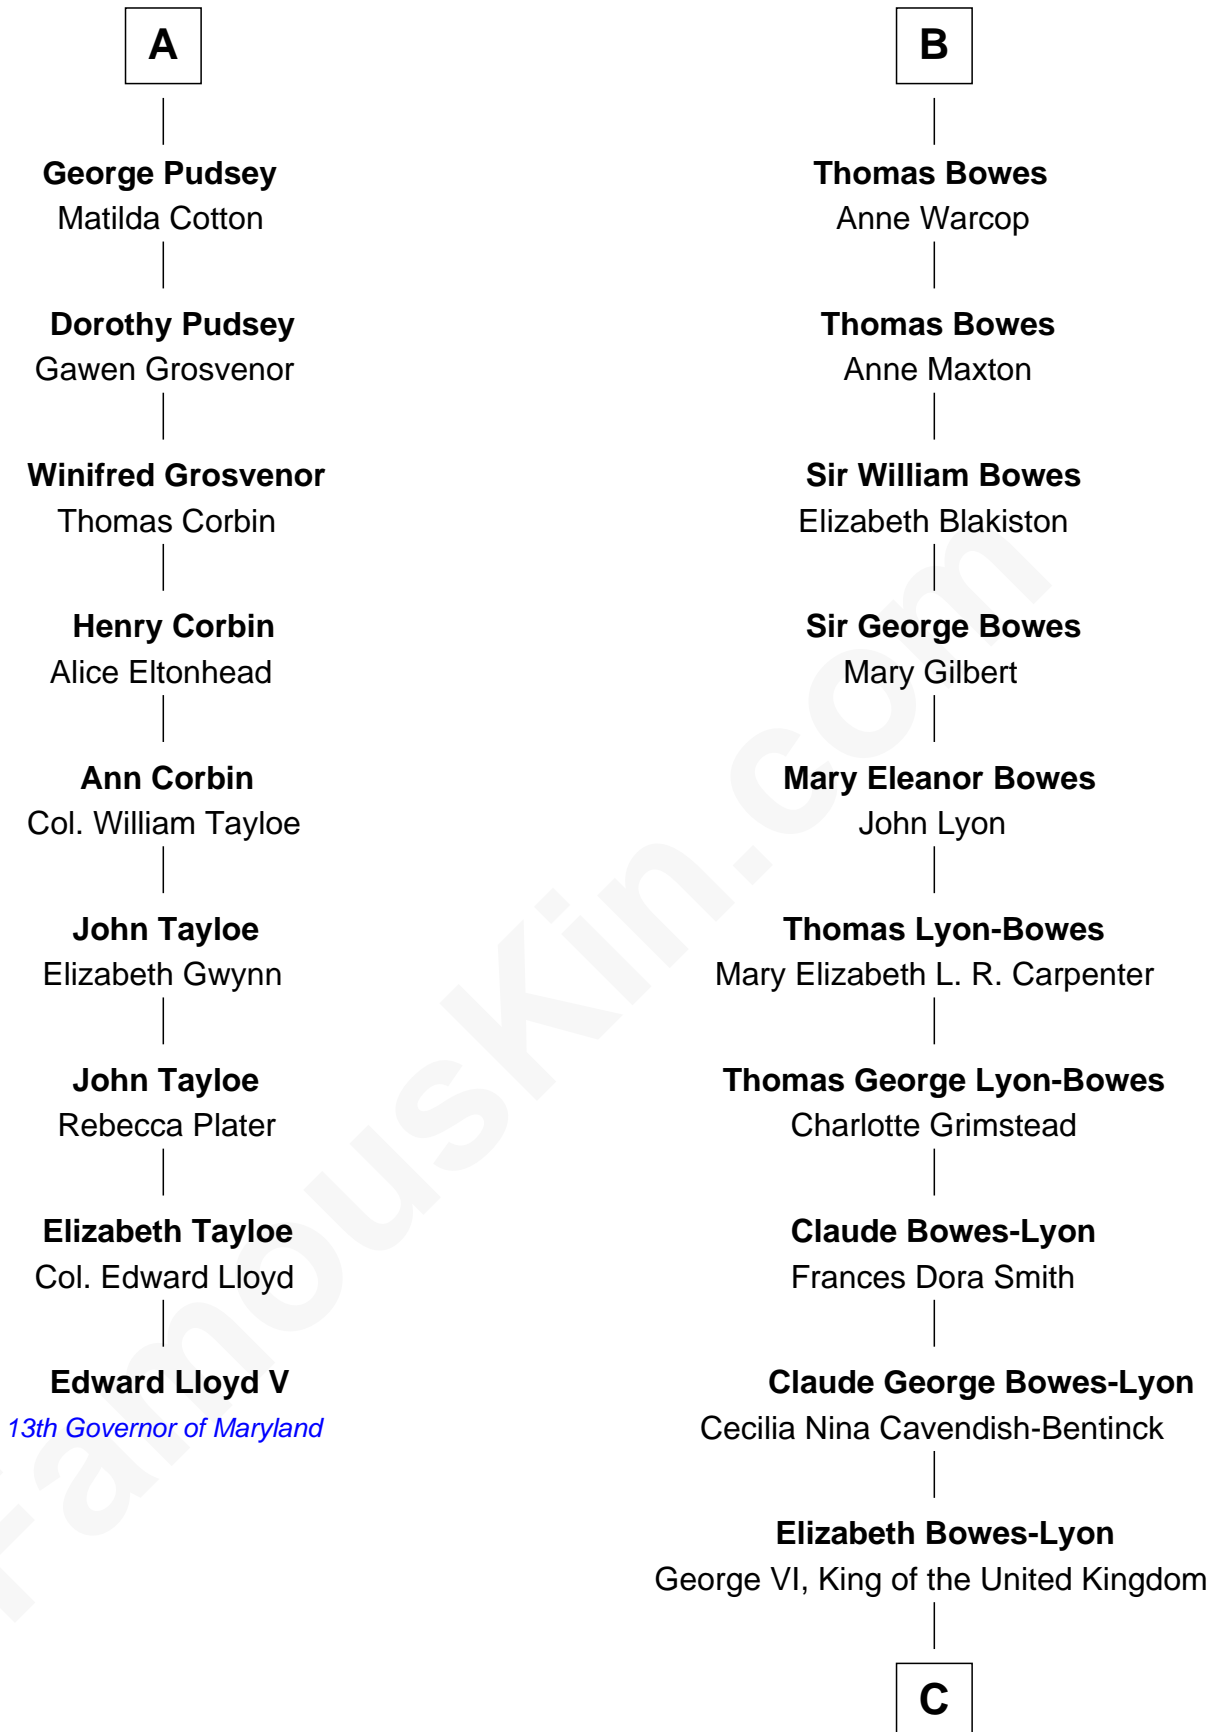 A
George Pudsey
Matilda Cotton
Dorothy Pudsey
Gawen Grosvenor
Winifred Grosvenor
Thomas Corbin
Henry Corbin
Alice Eltonhead
Ann Corbin
Col. William Tayloe
John Tayloe
Elizabeth Gwynn
John Tayloe
Rebecca Plater
Elizabeth Tayloe
Col. Edward Lloyd
Edward Lloyd V
13th Governor of Maryland
B
Thomas Bowes
Anne Warcop
Thomas Bowes
Anne Maxton
Sir William Bowes
Elizabeth Blakiston
Sir George Bowes
Mary Gilbert
Mary Eleanor Bowes
John Lyon
Thomas Lyon-Bowes
Mary Elizabeth L. R. Carpenter
Thomas George Lyon-Bowes
Charlotte Grimstead
Claude Bowes-Lyon
Frances Dora Smith
Claude George Bowes-Lyon
Cecilia Nina Cavendish-Bentinck
Elizabeth Bowes-Lyon
George VI, King of the United Kingdom
C
FamousKin.com